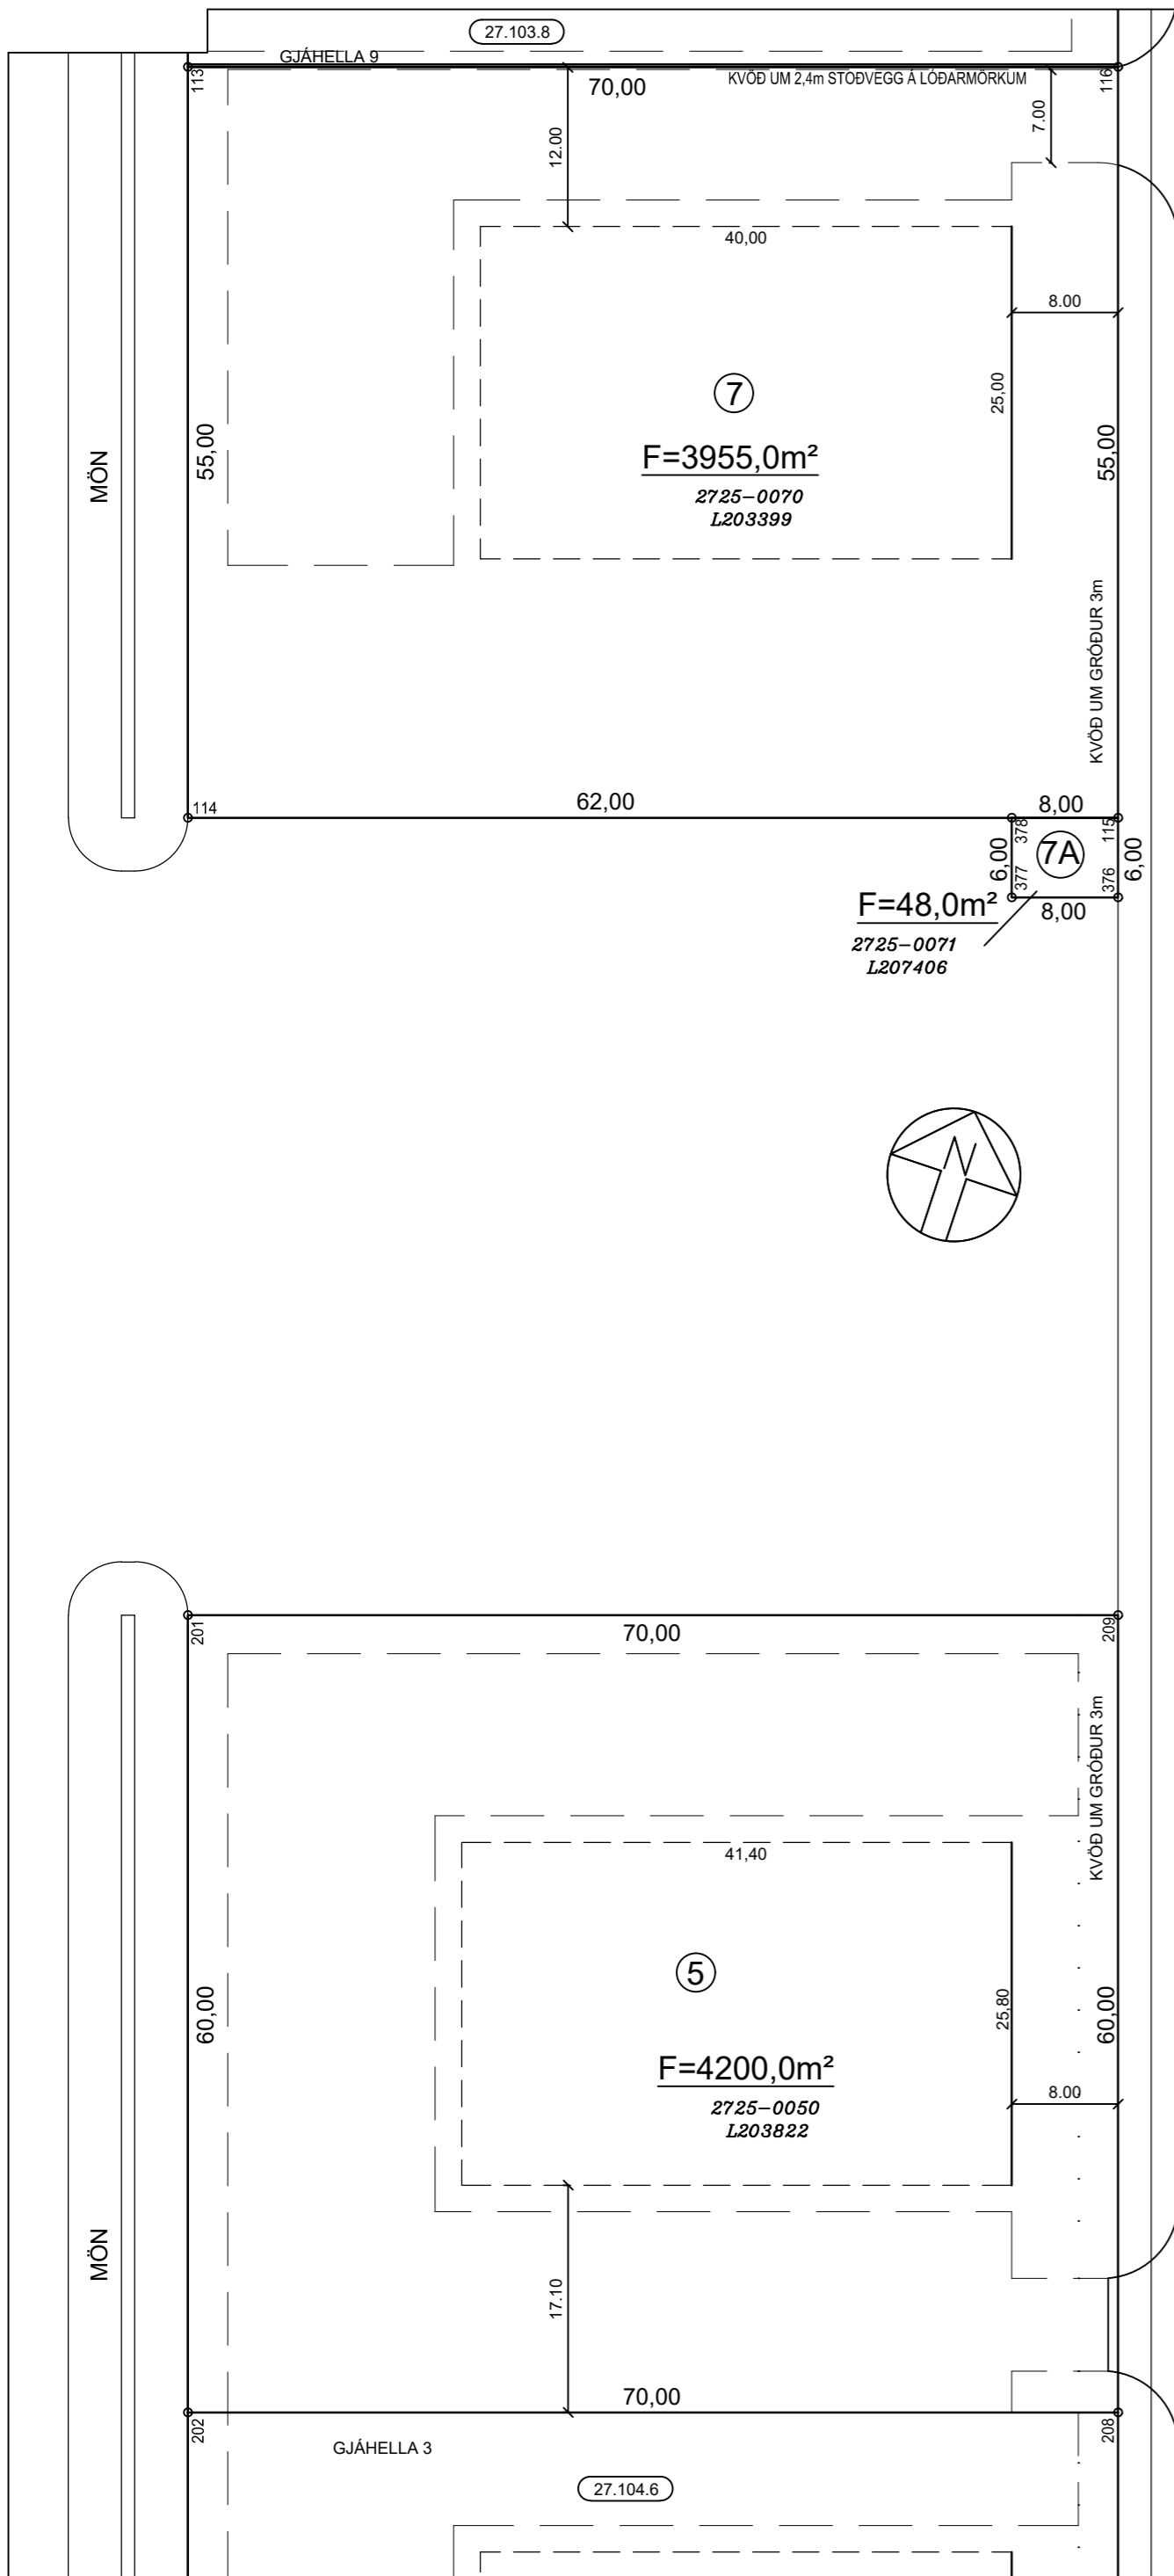 27.103.8
GJÁHELLA 9
113
70,00
KVÖÐ UM 2,4m STOÐVEGG Á LÓÐARMÖRKUM
116
12.00
7.00
40,00
8.00
7
25,00
55,00
55,00
MÖN
F=3955,0m²
2725-0070
L203399
KVÖÐ UM GRÓÐUR 3m
114
62,00
8,00
378
115
6,00
7A
6,00
377
376
F=48,0m²
8,00
2725-0071
L207406
N
201
70,00
209
KVÖÐ UM GRÓÐUR 3m
41,40
5
60,00
25,80
60,00
F=4200,0m²
2725-0050
L203822
8.00
MÖN
17.10
70,00
202
208
GJÁHELLA 3
27.104.6